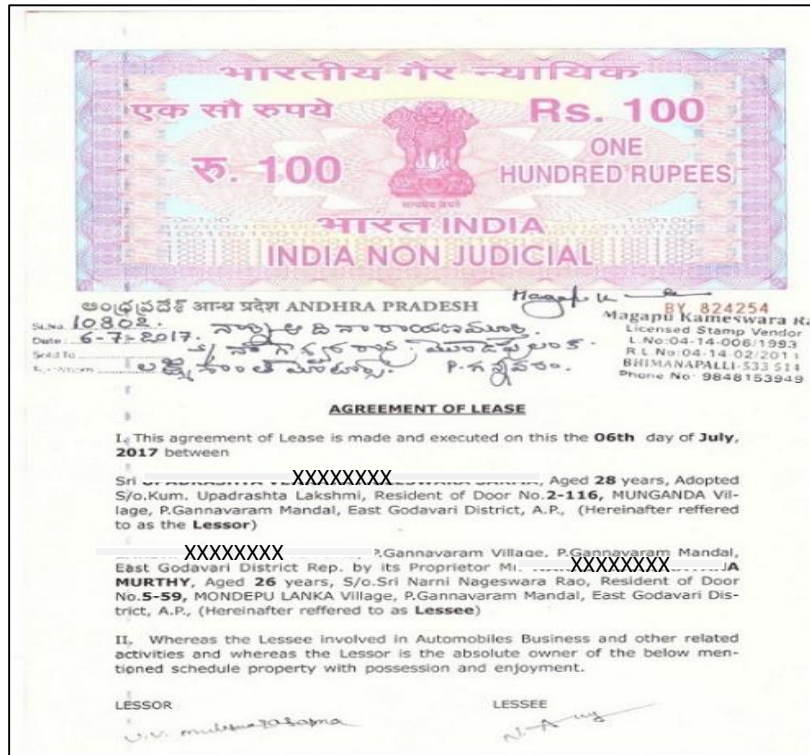 भारतीय गैर न्यायिक
एक सौ रुपये
Rs. 100
रु. 100
ONE
HUNDRED RUPEES
सत्यमेव जयते
भारत INDIA
INDIA NON JUDICIAL
ఆంధ్రప్రదేశ్ आन्ध्र प्रदेश ANDHRA PRADESH
BY 824254
Sl.No. 10802.
Date 6-7-2017.
Sold To
Magapu Kameswara Ra
Licensed Stamp Vendor
L.No:04-14-006/1993
R.L.No:04-14-02/2011
BHIMANAPALLI-533 514
Phone No: 9848153949
AGREEMENT OF LEASE
I. This agreement of Lease is made and executed on this the 06th day of July,
2017 between
Sri XXXXXXXX, Aged 28 years, Adopted
S/o.Kum. Upadrashta Lakshmi, Resident of Door No.2-116, MUNGANDA Vil-
lage, P.Gannavaram Mandal, East Godavari District, A.P., (Hereinafter reffered
to as the Lessor)
XXXXXXXX P.Gannavaram Village, P.Gannavaram Mandal,
East Godavari District Rep. by its Proprietor XXXXXXXX
MURTHY, Aged 26 years, S/o.Sri Narni Nageswara Rao, Resident of Door
No.5-59, MONDEPU LANKA Village, P.Gannavaram Mandal, East Godavari Dis-
trict, A.P., (Hereinafter reffered to as Lessee)
II, Whereas the Lessee involved in Automobiles Business and other related
activities and whereas the Lessor is the absolute owner of the below men-
tioned schedule property with possession and enjoyment.
LESSOR LESSEE